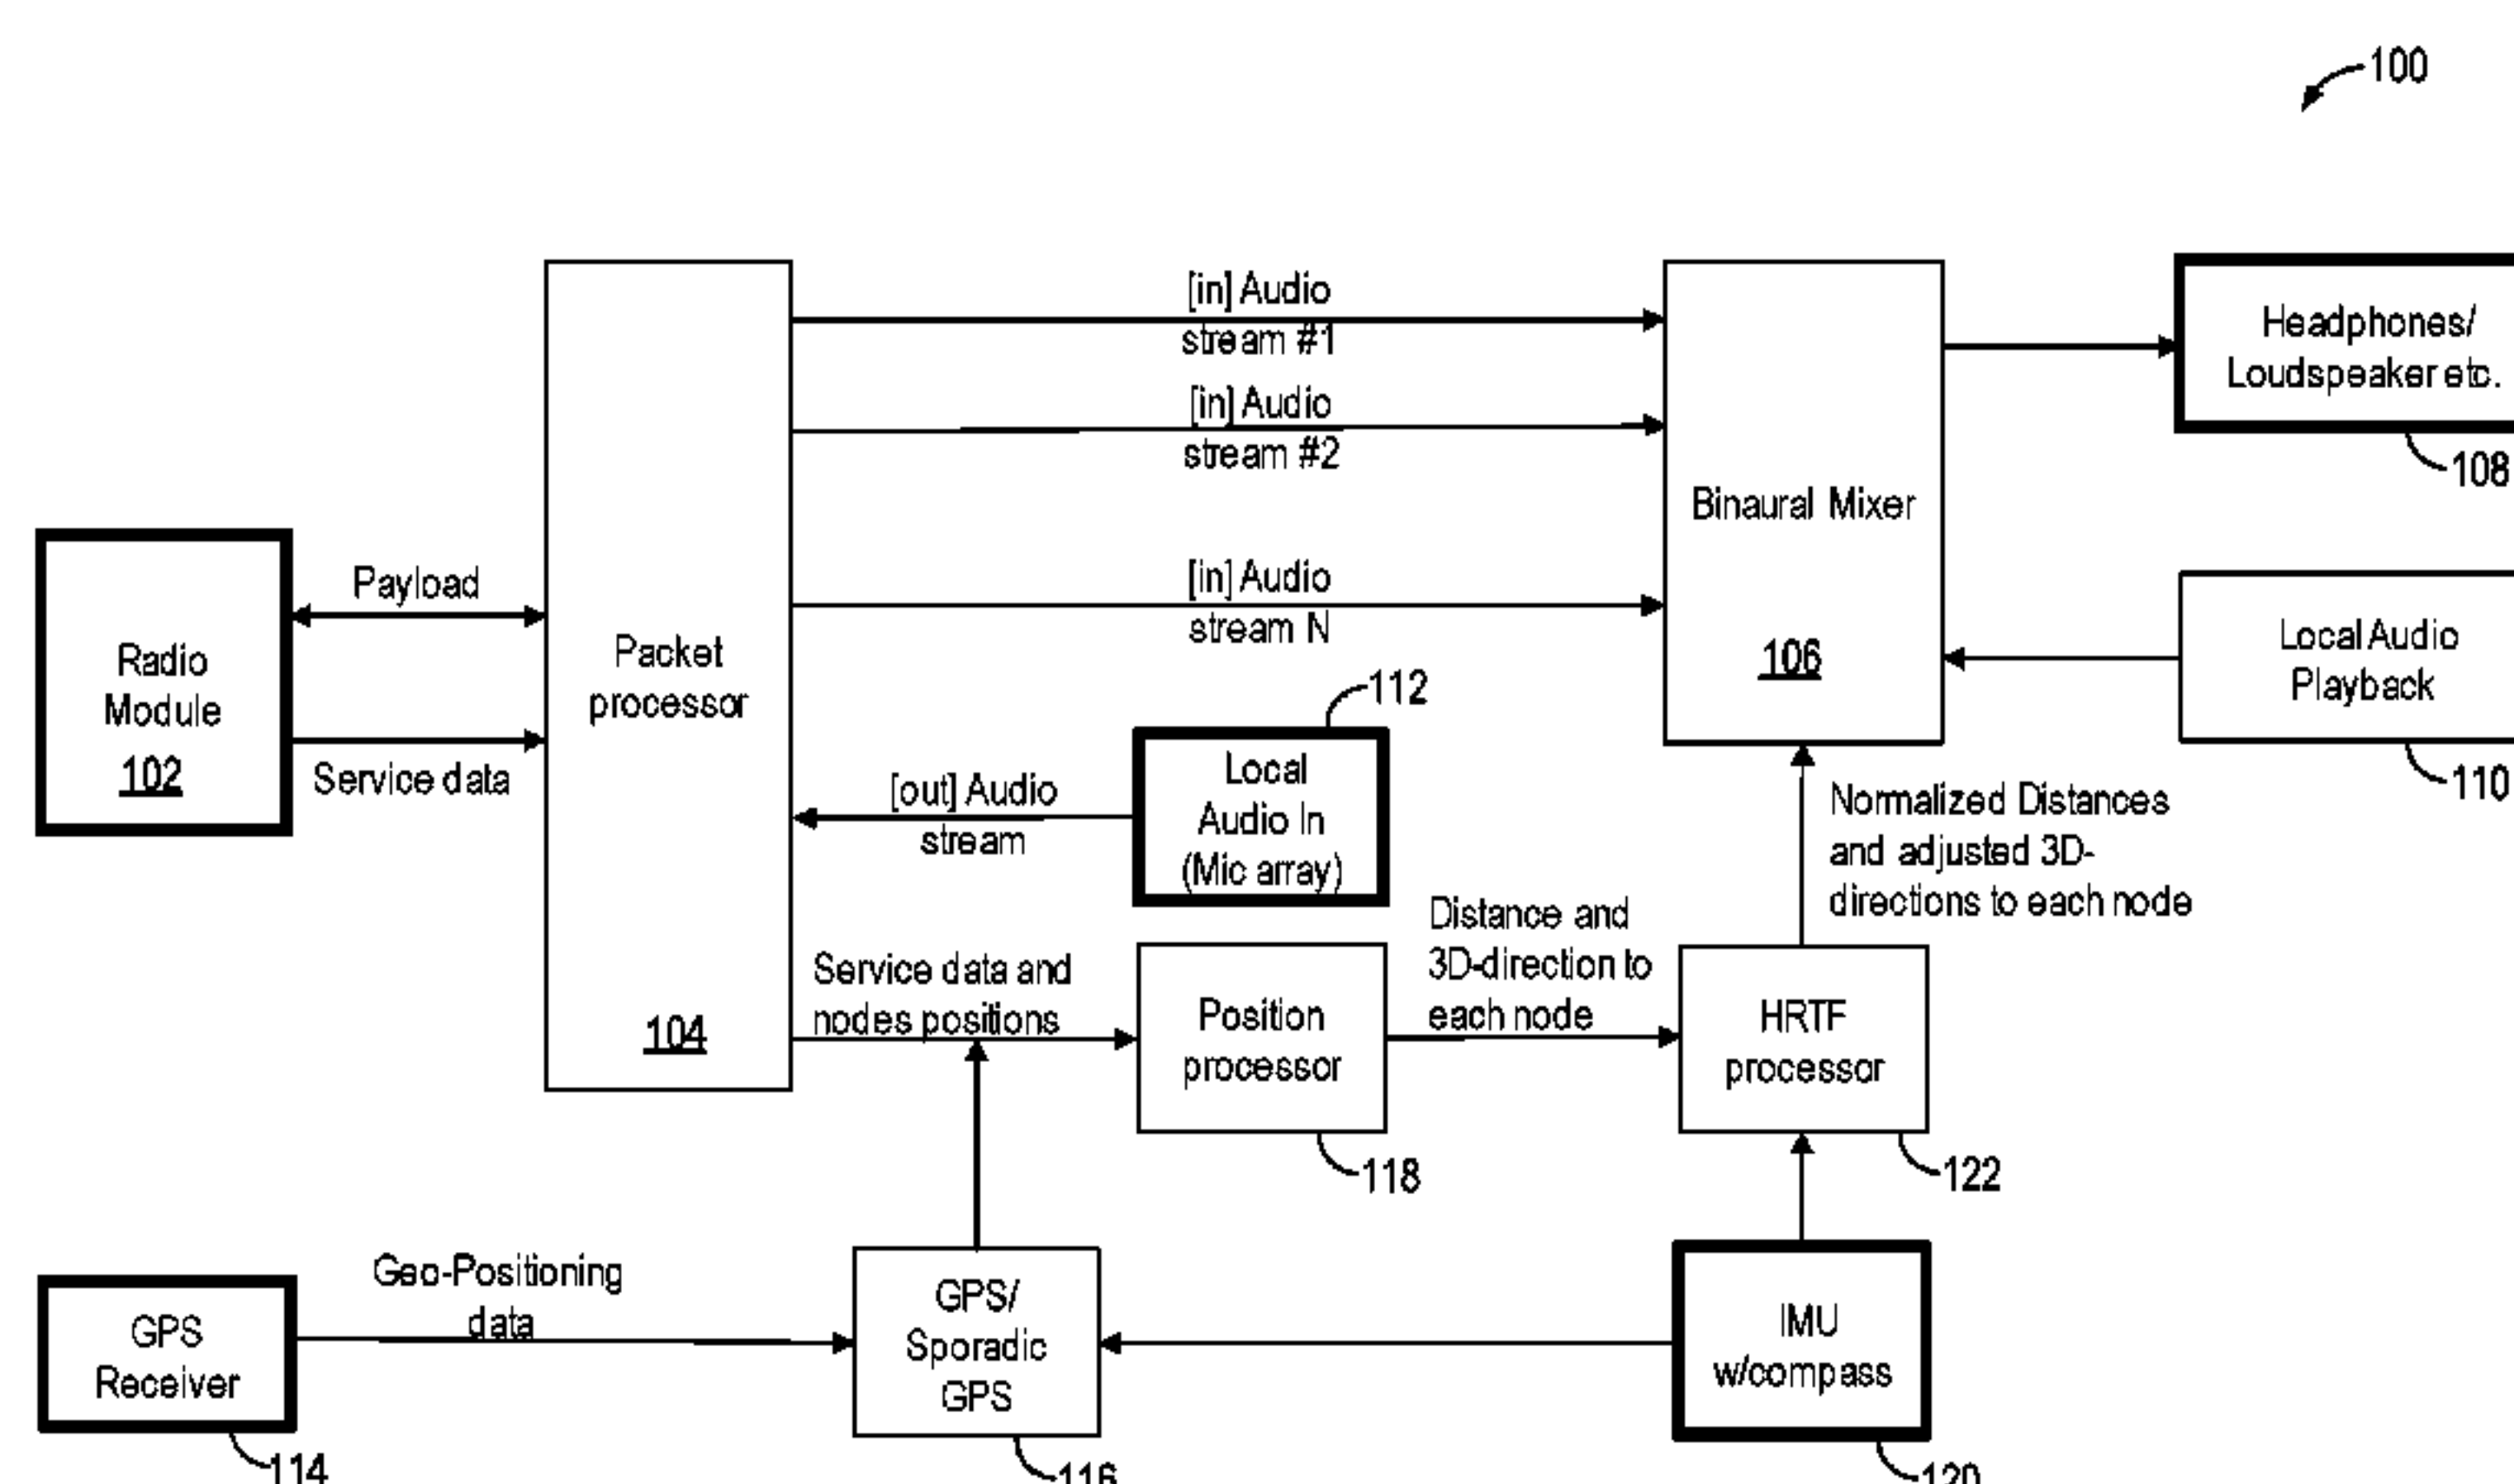 100
[in] Audio
stream #1
[in] Audio
stream #2
[in] Audio
stream N
Headphones/
Loudspeaker etc.
108
Binaural Mixer
106
Payload
Radio
Module
102
Service data
Packet
processor
104
Local Audio
Playback
110
112
Local
Audio In
(Mic array)
[out] Audio
stream
Normalized Distances
and adjusted 3D-
directions to each node
Service data and
nodes positions
Position
processor
118
Distance and
3D-direction to
each node
HRTF
processor
122
Geo-Positioning
data
GPS
Receiver
114
GPS/
Sporadic
GPS
116
IMU
w/compass
120